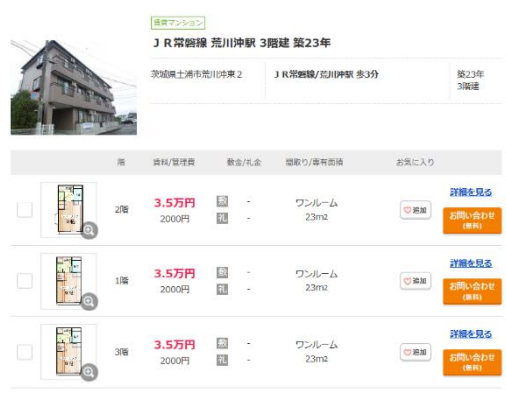 賃貸マンション
ＪＲ常磐線 荒川沖駅 3階建 築23年
茨城県土浦市荒川沖東２
ＪＲ常磐線/荒川沖駅 歩3分
築23年
3階建
階 賃料/管理費 敷金/礼金 間取り/専有面積 お気に入り
詳細を見る
2階 3.5万円 敷 - ワンルーム 追加 お問い合わせ
2000円 礼 - 23m2 (無料)
詳細を見る
1階 3.5万円 敷 - ワンルーム 追加 お問い合わせ
2000円 礼 - 23m2 (無料)
詳細を見る
3階 3.5万円 敷 - ワンルーム 追加 お問い合わせ
2000円 礼 - 23m2 (無料)